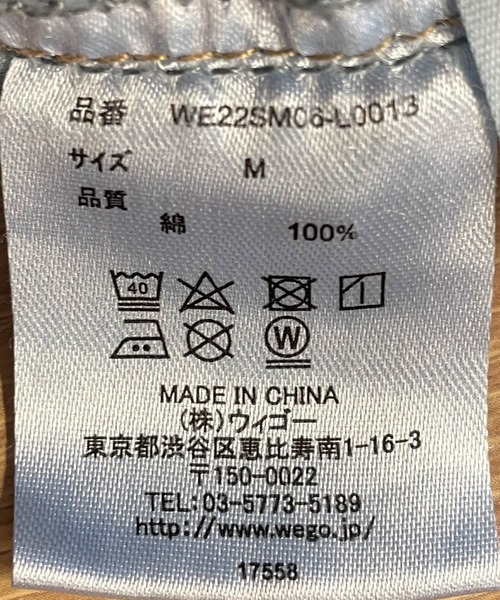 品番 WE22SM06-L0013
サイズ M
品質
綿 100%
40
W
MADE IN CHINA
(株)ウィゴー
東京都渋谷区恵比寿南1-16-3
〒150-0022
TEL:03-5773-5189
http://www.wego.jp/
17558